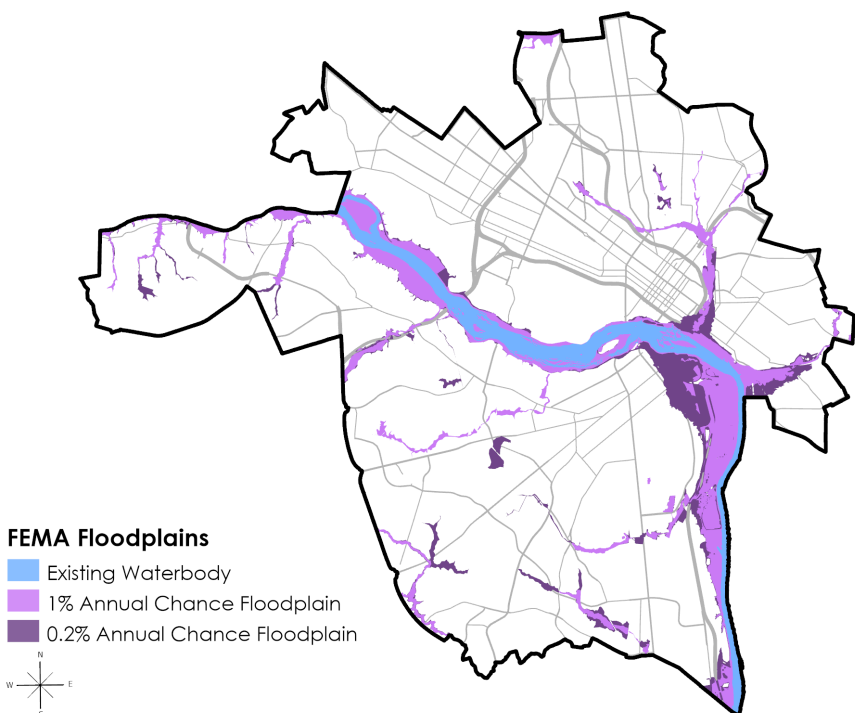 FEMA Floodplains
Existing Waterbody
1% Annual Chance Floodplain
0.2% Annual Chance Floodplain
N
W E
S